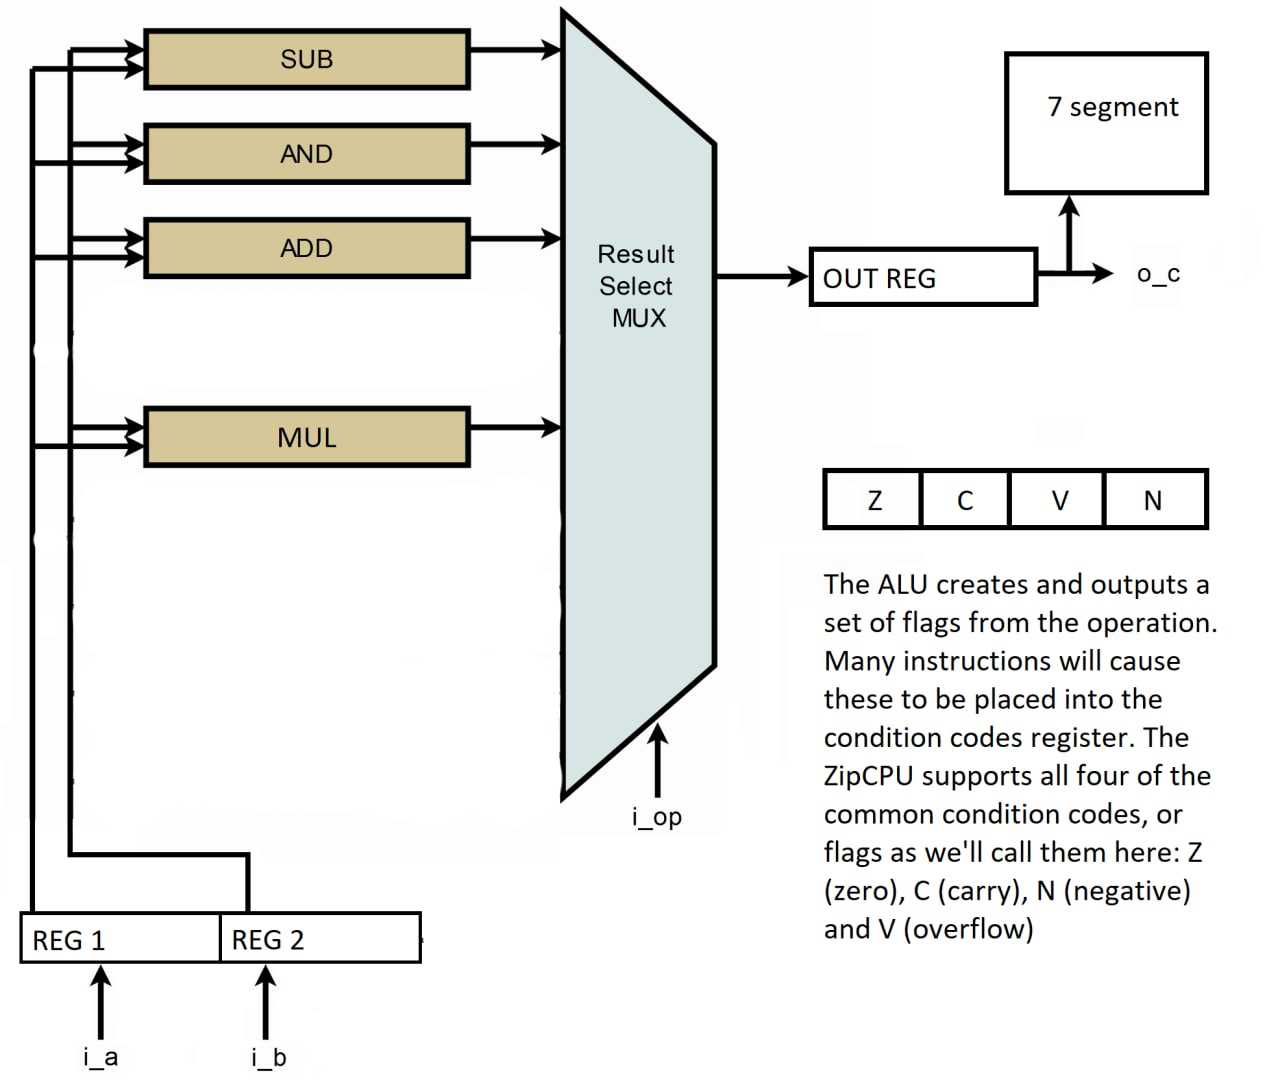 SUB
AND
ADD
MUL
Result
Select
MUX
i_op
OUT REG
7 segment
o_c
Z C V N
The ALU creates and outputs a
set of flags from the operation.
Many instructions will cause
these to be placed into the
condition codes register. The
ZipCPU supports all four of the
common condition codes, or
flags as we'll call them here: Z
(zero), C (carry), N (negative)
and V (overflow)
REG 1
REG 2
i_a
i_b